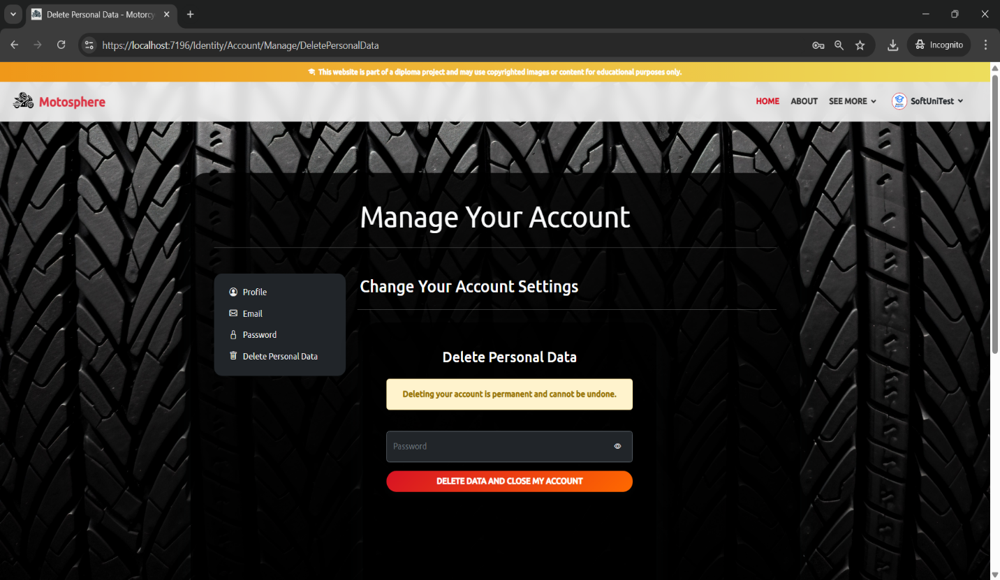 Delete Personal Data - Motorcy
https://localhost:7196/Identity/Account/Manage/DeletePersonalData
Incognito
This website is part of a diploma project and may use copyrighted images or content for educational purposes only.
Motosphere
HOME
ABOUT
SEE MORE
SoftUniTest
Manage Your Account
Profile
Email
Password
Delete Personal Data
Change Your Account Settings
Delete Personal Data
Deleting your account is permanent and cannot be undone.
Password
DELETE DATA AND CLOSE MY ACCOUNT